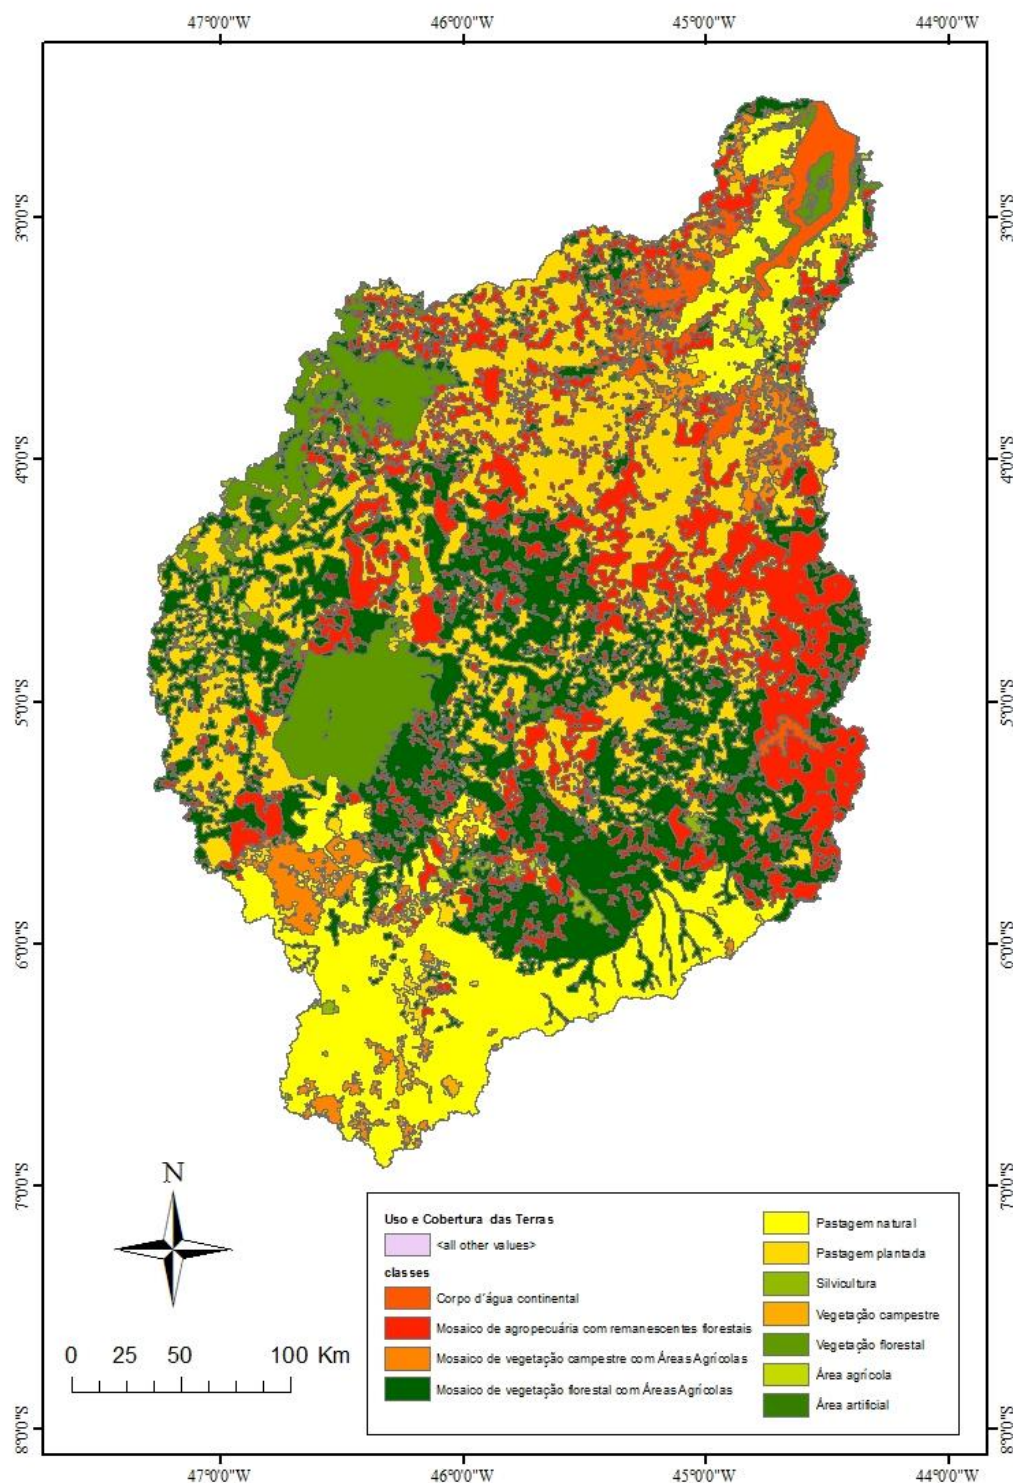 47°0'0"W 46°0'0"W 45°0'0"W 44°0'0"W
3°0'0"S 3°0'0"S
4°0'0"S 4°0'0"S
5°0'0"S 5°0'0"S
6°0'0"S 6°0'0"S
7°0'0"S 7°0'0"S
8°0'0"S 8°0'0"S
N
0 25 50 100 Km
Uso e Cobertura das Terras
<all other values>
classes
Corpo d'água continental
Mosaico de agropecuária com remanescentes florestais
Mosaico de vegetação campestre com Áreas Agrícolas
Mosaico de vegetação florestal com Áreas Agrícolas
Pastagem natural
Pastagem plantada
Silvicultura
Vegetação campestre
Vegetação florestal
Área agrícola
Área artificial
47°0'0"W 46°0'0"W 45°0'0"W 44°0'0"W